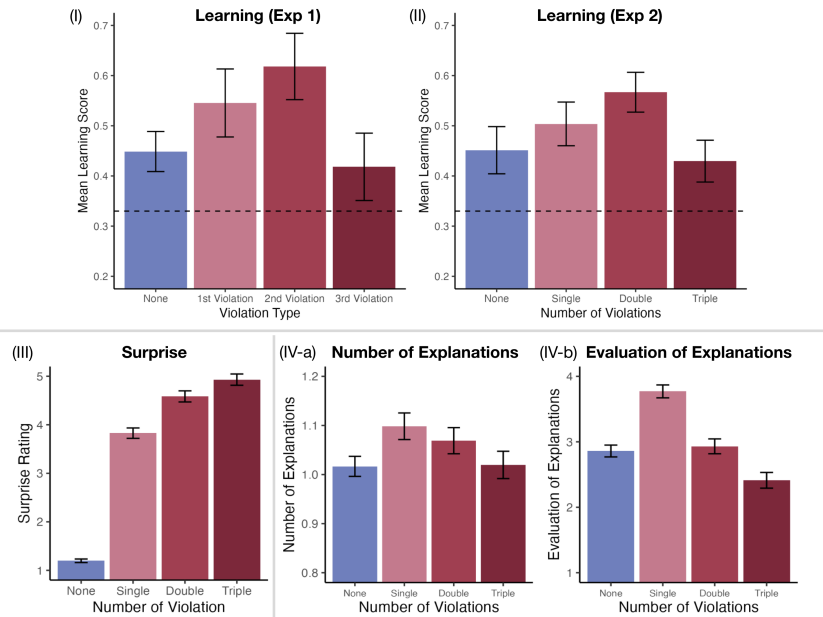 (I) Learning (Exp 1)
Mean Learning Score
0.7
0.6
0.5
0.4
0.3
0.2
None 1st Violation 2nd Violation 3rd Violation
Violation Type
(II) Learning (Exp 2)
Mean Learning Score
0.7
0.6
0.5
0.4
0.3
0.2
None Single Double Triple
Number of Violations
(III) Surprise
Surprise Rating
5
4
3
2
1
None Single Double Triple
Number of Violation
(IV-a) Number of Explanations
Number of Explanations
1.2
1.1
1.0
0.9
0.8
None Single Double Triple
Number of Violations
(IV-b) Evaluation of Explanations
Evaluation of Explanations
4
3
2
1
None Single Double Triple
Number of Violations